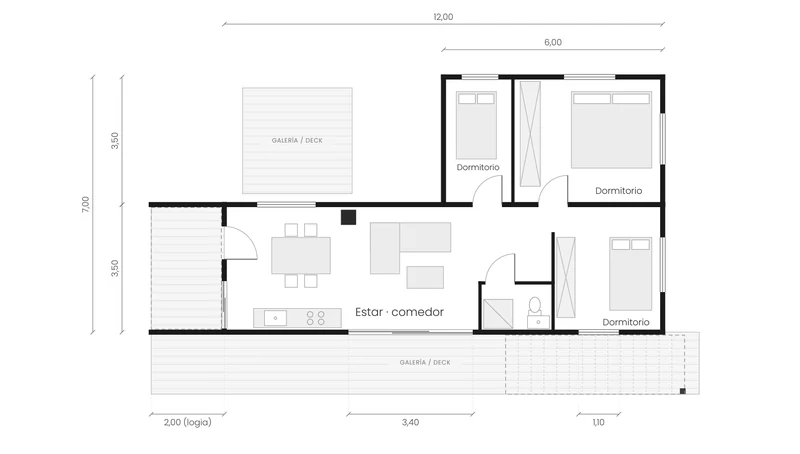 12,00
6,00
3,50
GALERÍA / DECK
Dormitorio
Dormitorio
7,00
3,50
Estar · comedor
Dormitorio
GALERÍA / DECK
2,00 (logia)
3,40
1,10